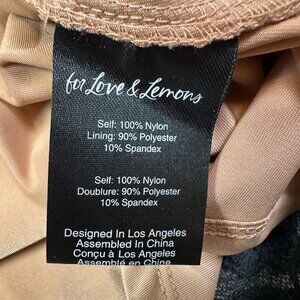 for Love & Lemons
Self: 100% Nylon
Lining: 90% Polyester
10% Spandex
Self: 100% Nylon
Doublure: 90% Polyester
10% Spandex
Designed In Los Angeles
Assembled In China
Conçu à Los Angeles
Assemblé en Chine